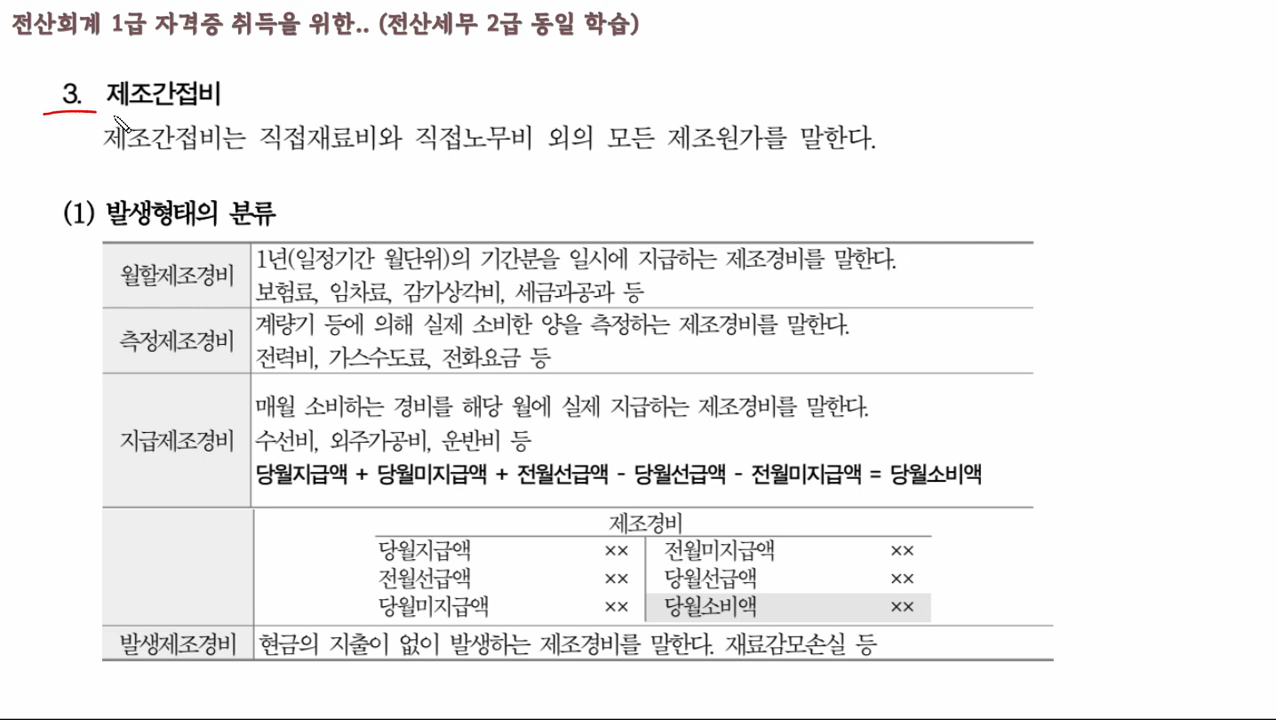 전산회계 1급 자격증 취득을 위한.. (전산세무 2급 동일 학습)
3. 제조간접비
제조간접비는 직접재료비와 직접노무비 외의 모든 제조원가를 말한다.
(1) 발생형태의 분류
월할제조경비
1년(일정기간 월단위)의 기간분을 일시에 지급하는 제조경비를 말한다.
보험료, 임차료, 감가상각비, 세금과공과 등
측정제조경비
계량기 등에 의해 실제 소비한 양을 측정하는 제조경비를 말한다.
전력비, 가스수도료, 전화요금 등
지급제조경비
매월 소비하는 경비를 해당 월에 실제 지급하는 제조경비를 말한다.
수선비, 외주가공비, 운반비 등
당월지급액 + 당월미지급액 + 전월선급액 - 당월선급액 - 전월미지급액 = 당월소비액
제조경비
당월지급액 ×× 전월미지급액 ××
전월선급액 ×× 당월선급액 ××
당월미지급액 ×× 당월소비액 ××
발생제조경비 현금의 지출이 없이 발생하는 제조경비를 말한다. 재료감모손실 등